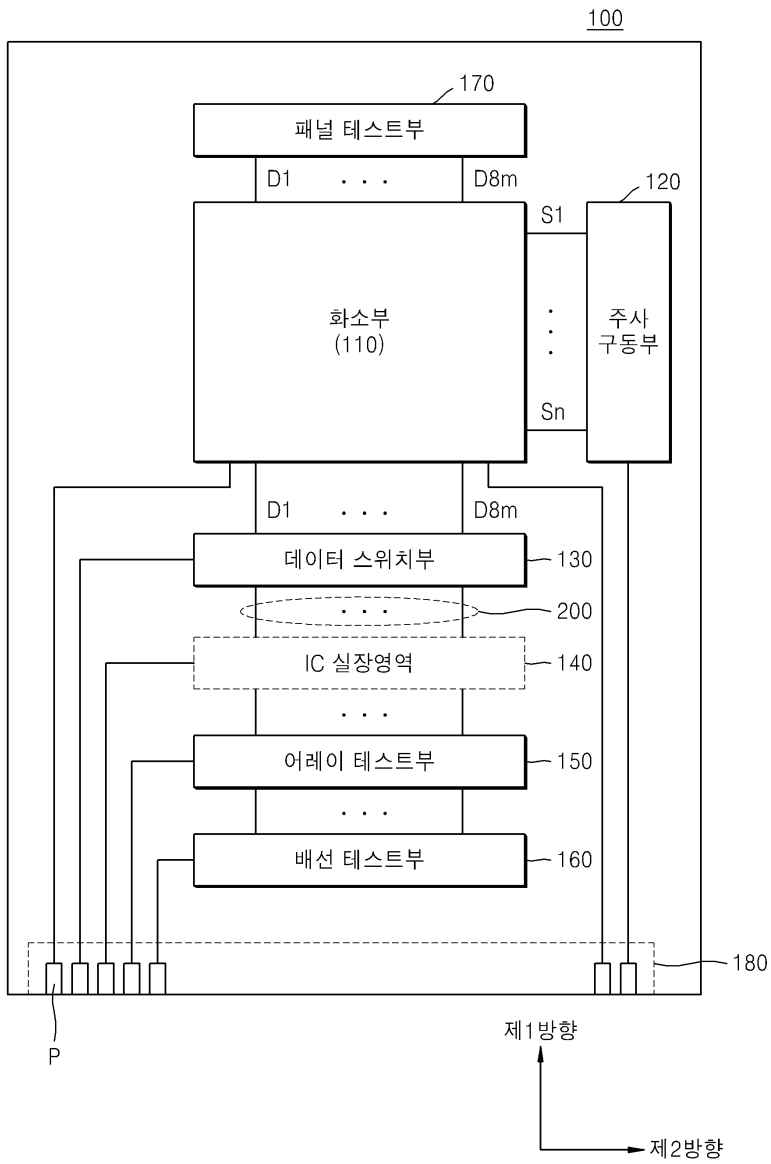 100
170
패널 테스트부
D1 . . . D8m
120
S1
화소부
(110)
주사
구동부
Sn
D1 . . . D8m
데이터 스위치부
130
. . .
200
IC 실장영역
140
. . .
어레이 테스트부
150
. . .
배선 테스트부
160
180
P
제1방향
제2방향